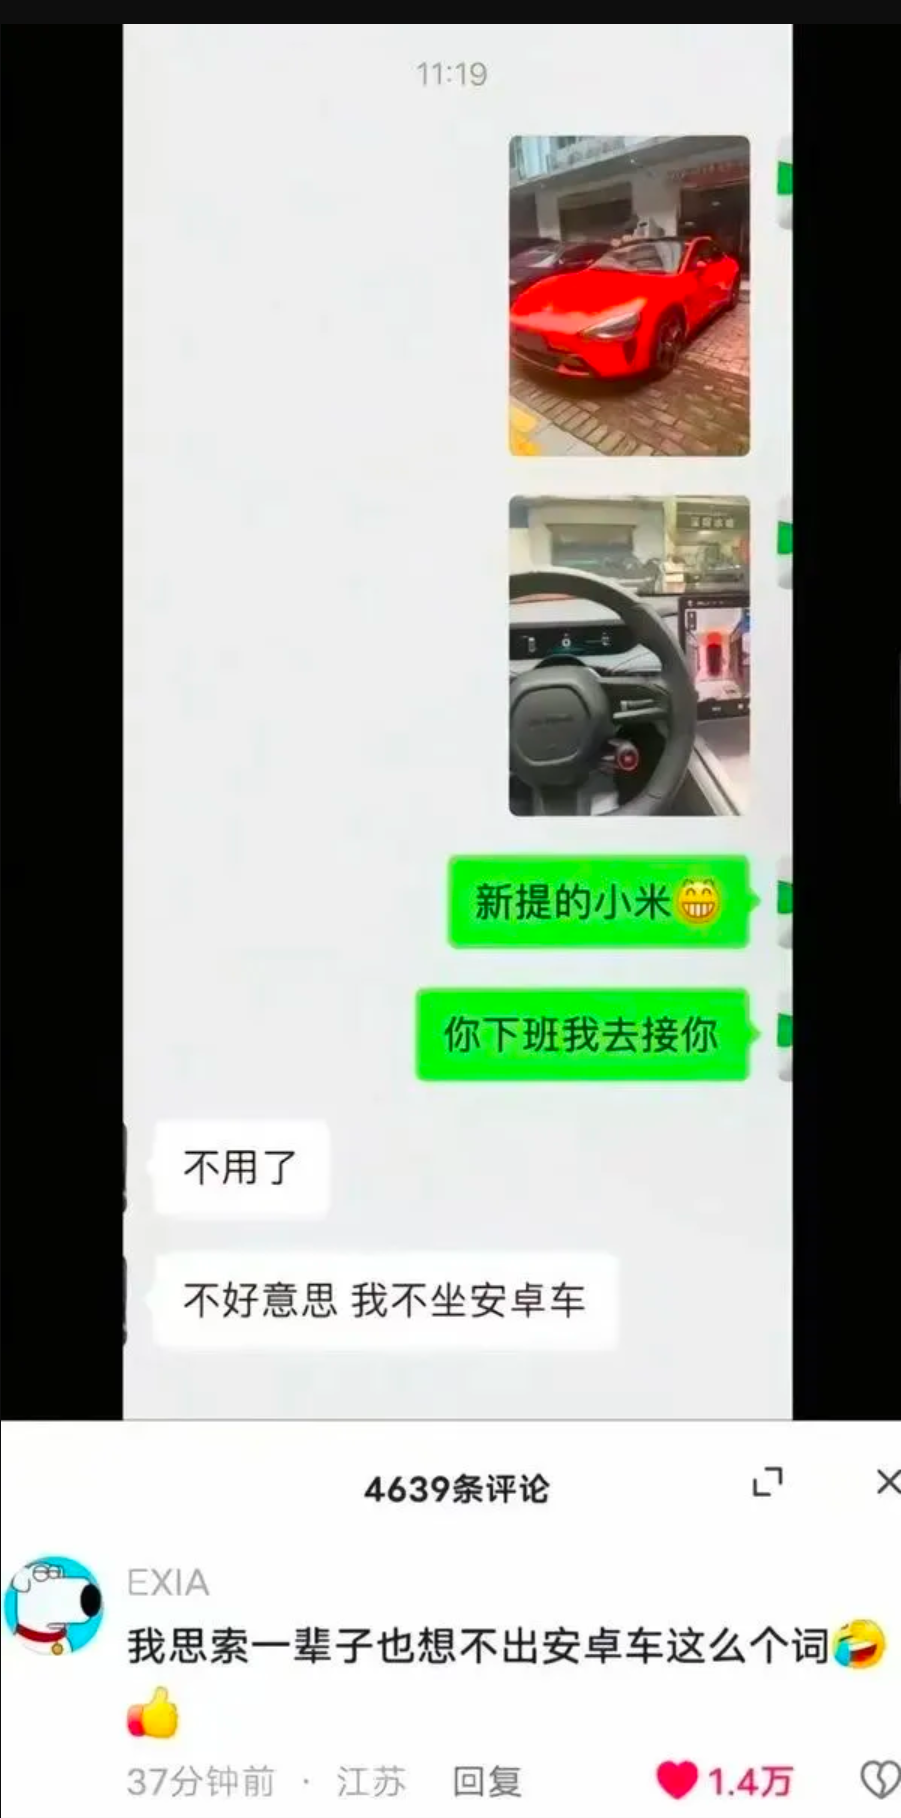 11:19
新提的小米
你下班我去接你
不用了
不好意思 我不坐安卓车
4639条评论
EXIA
我思索一辈子也想不出安卓车这么个词
37分钟前 · 江苏 回复 1.4万